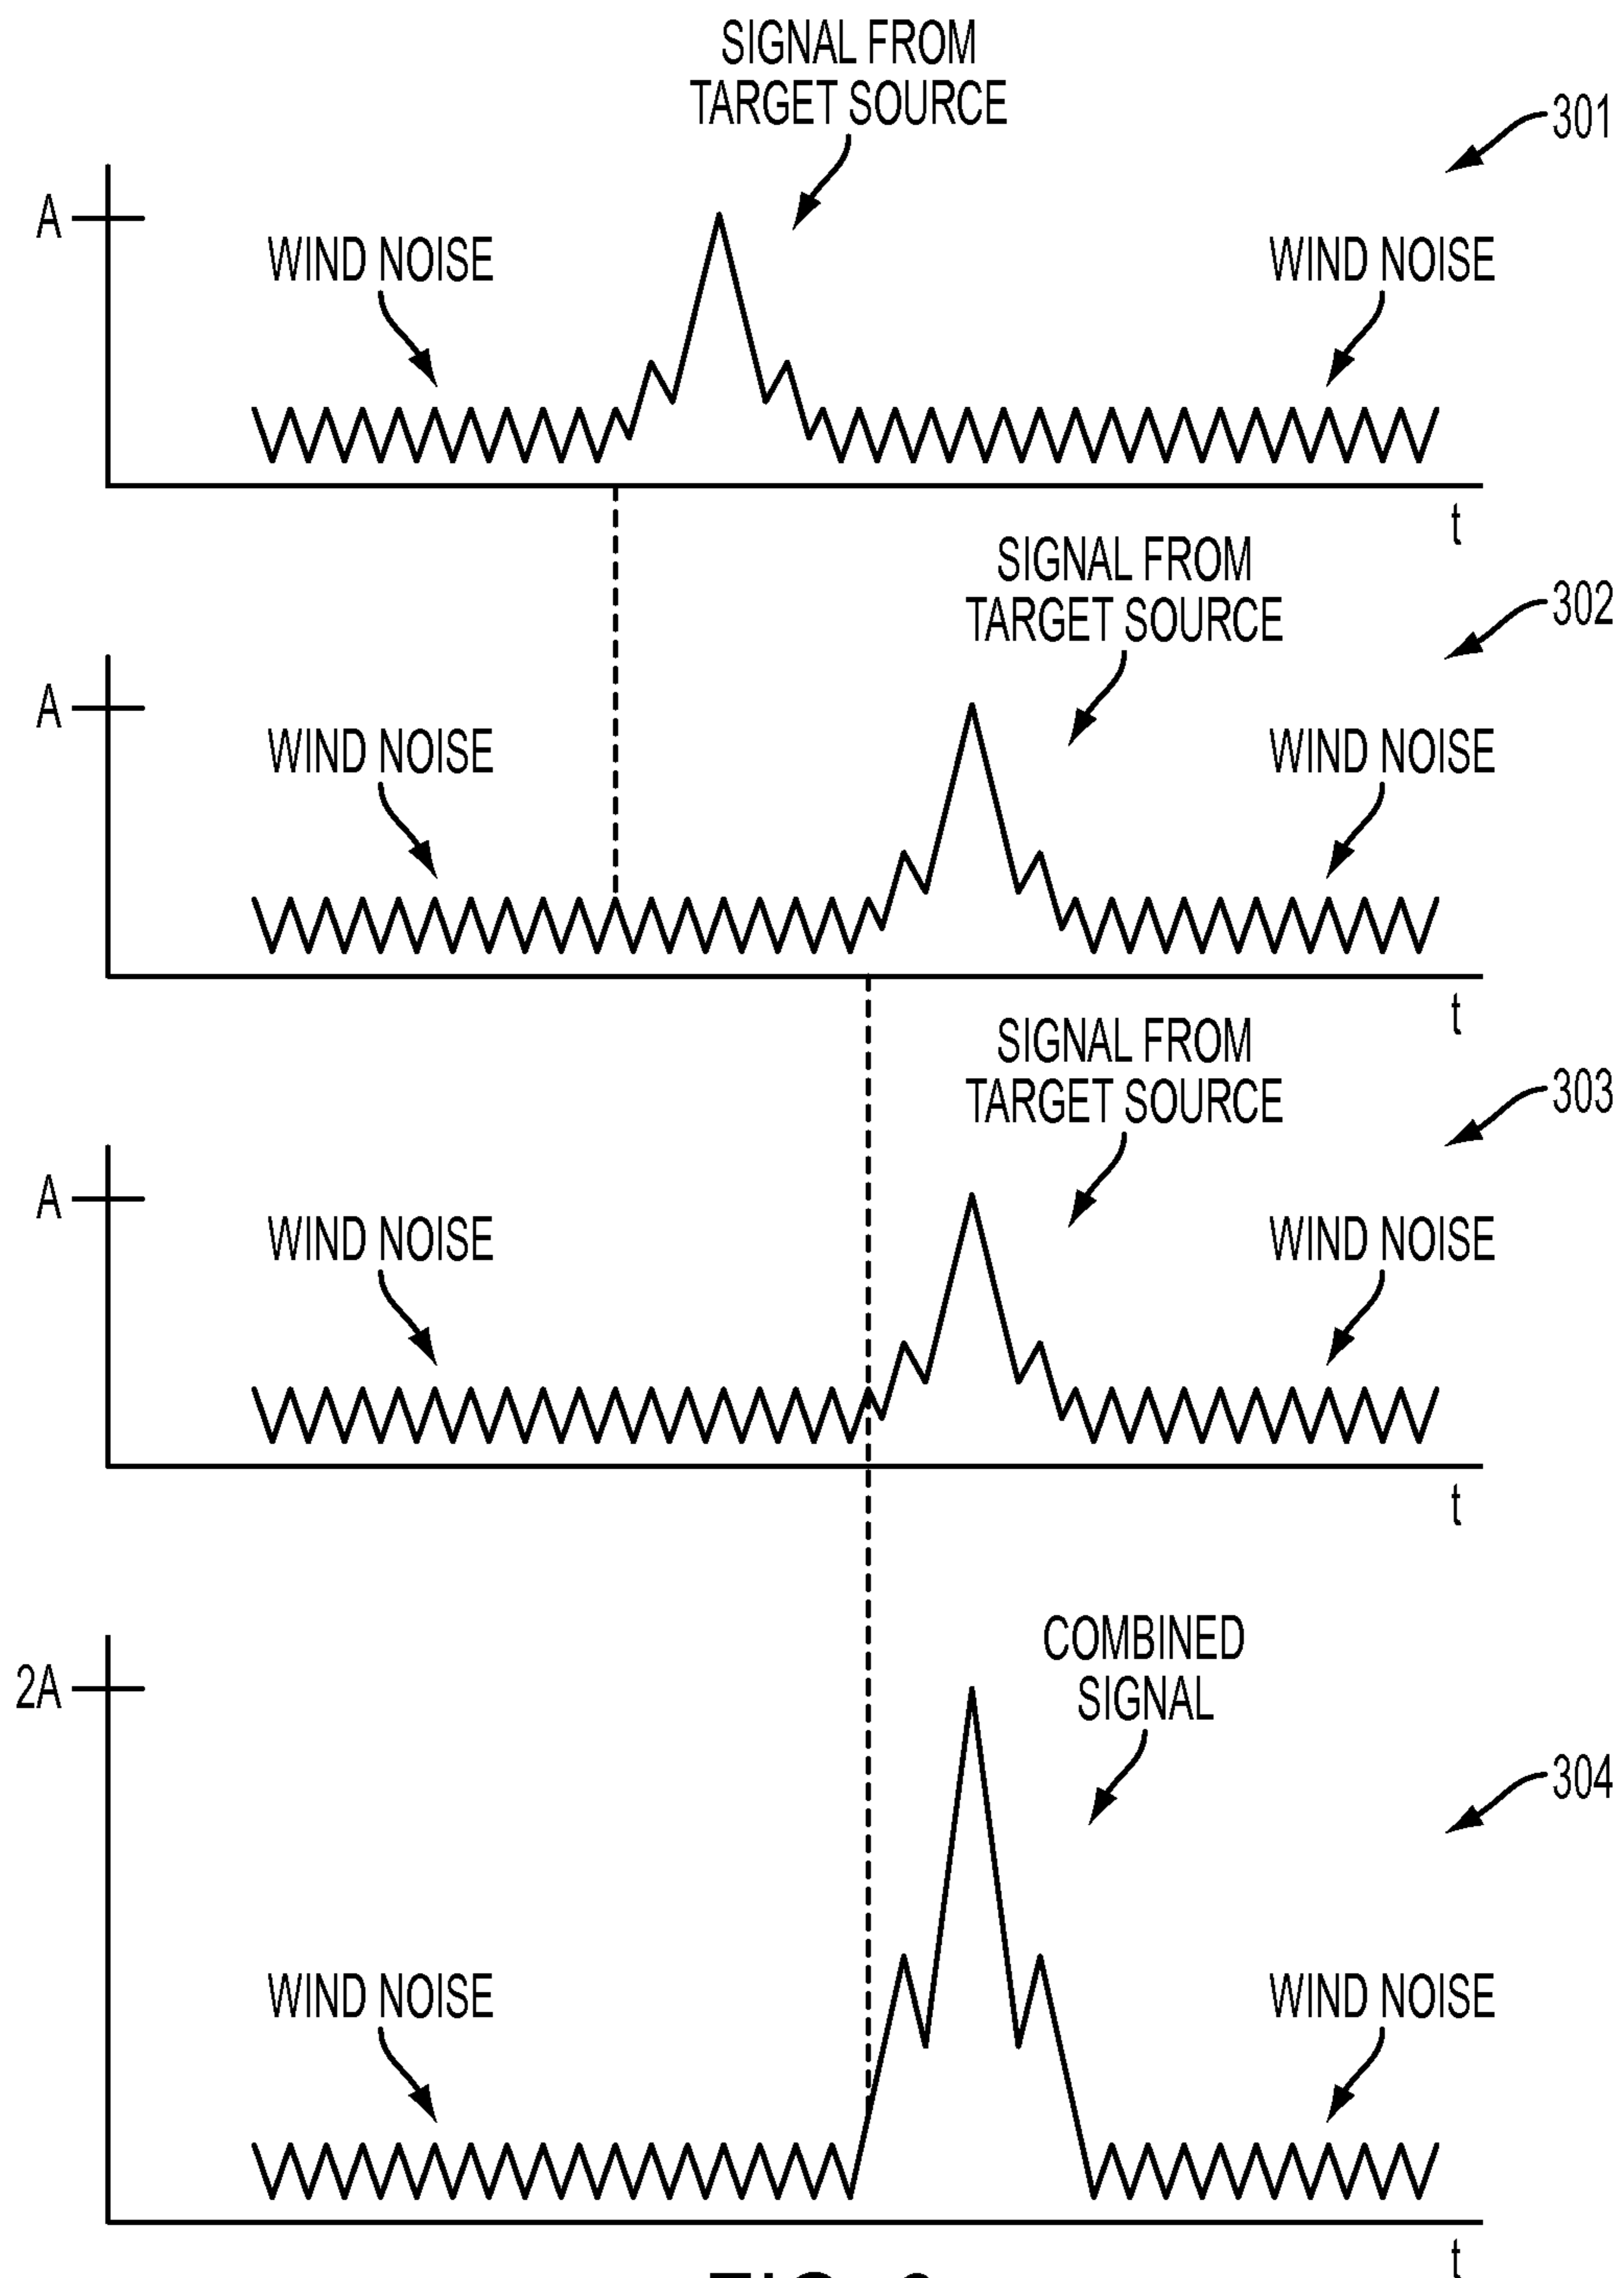 SIGNAL FROM
TARGET SOURCE
301
A
WIND NOISE
WIND NOISE
t
SIGNAL FROM
TARGET SOURCE
302
A
WIND NOISE
WIND NOISE
t
SIGNAL FROM
TARGET SOURCE
303
A
WIND NOISE
WIND NOISE
t
COMBINED
SIGNAL
2A
304
WIND NOISE
WIND NOISE
t